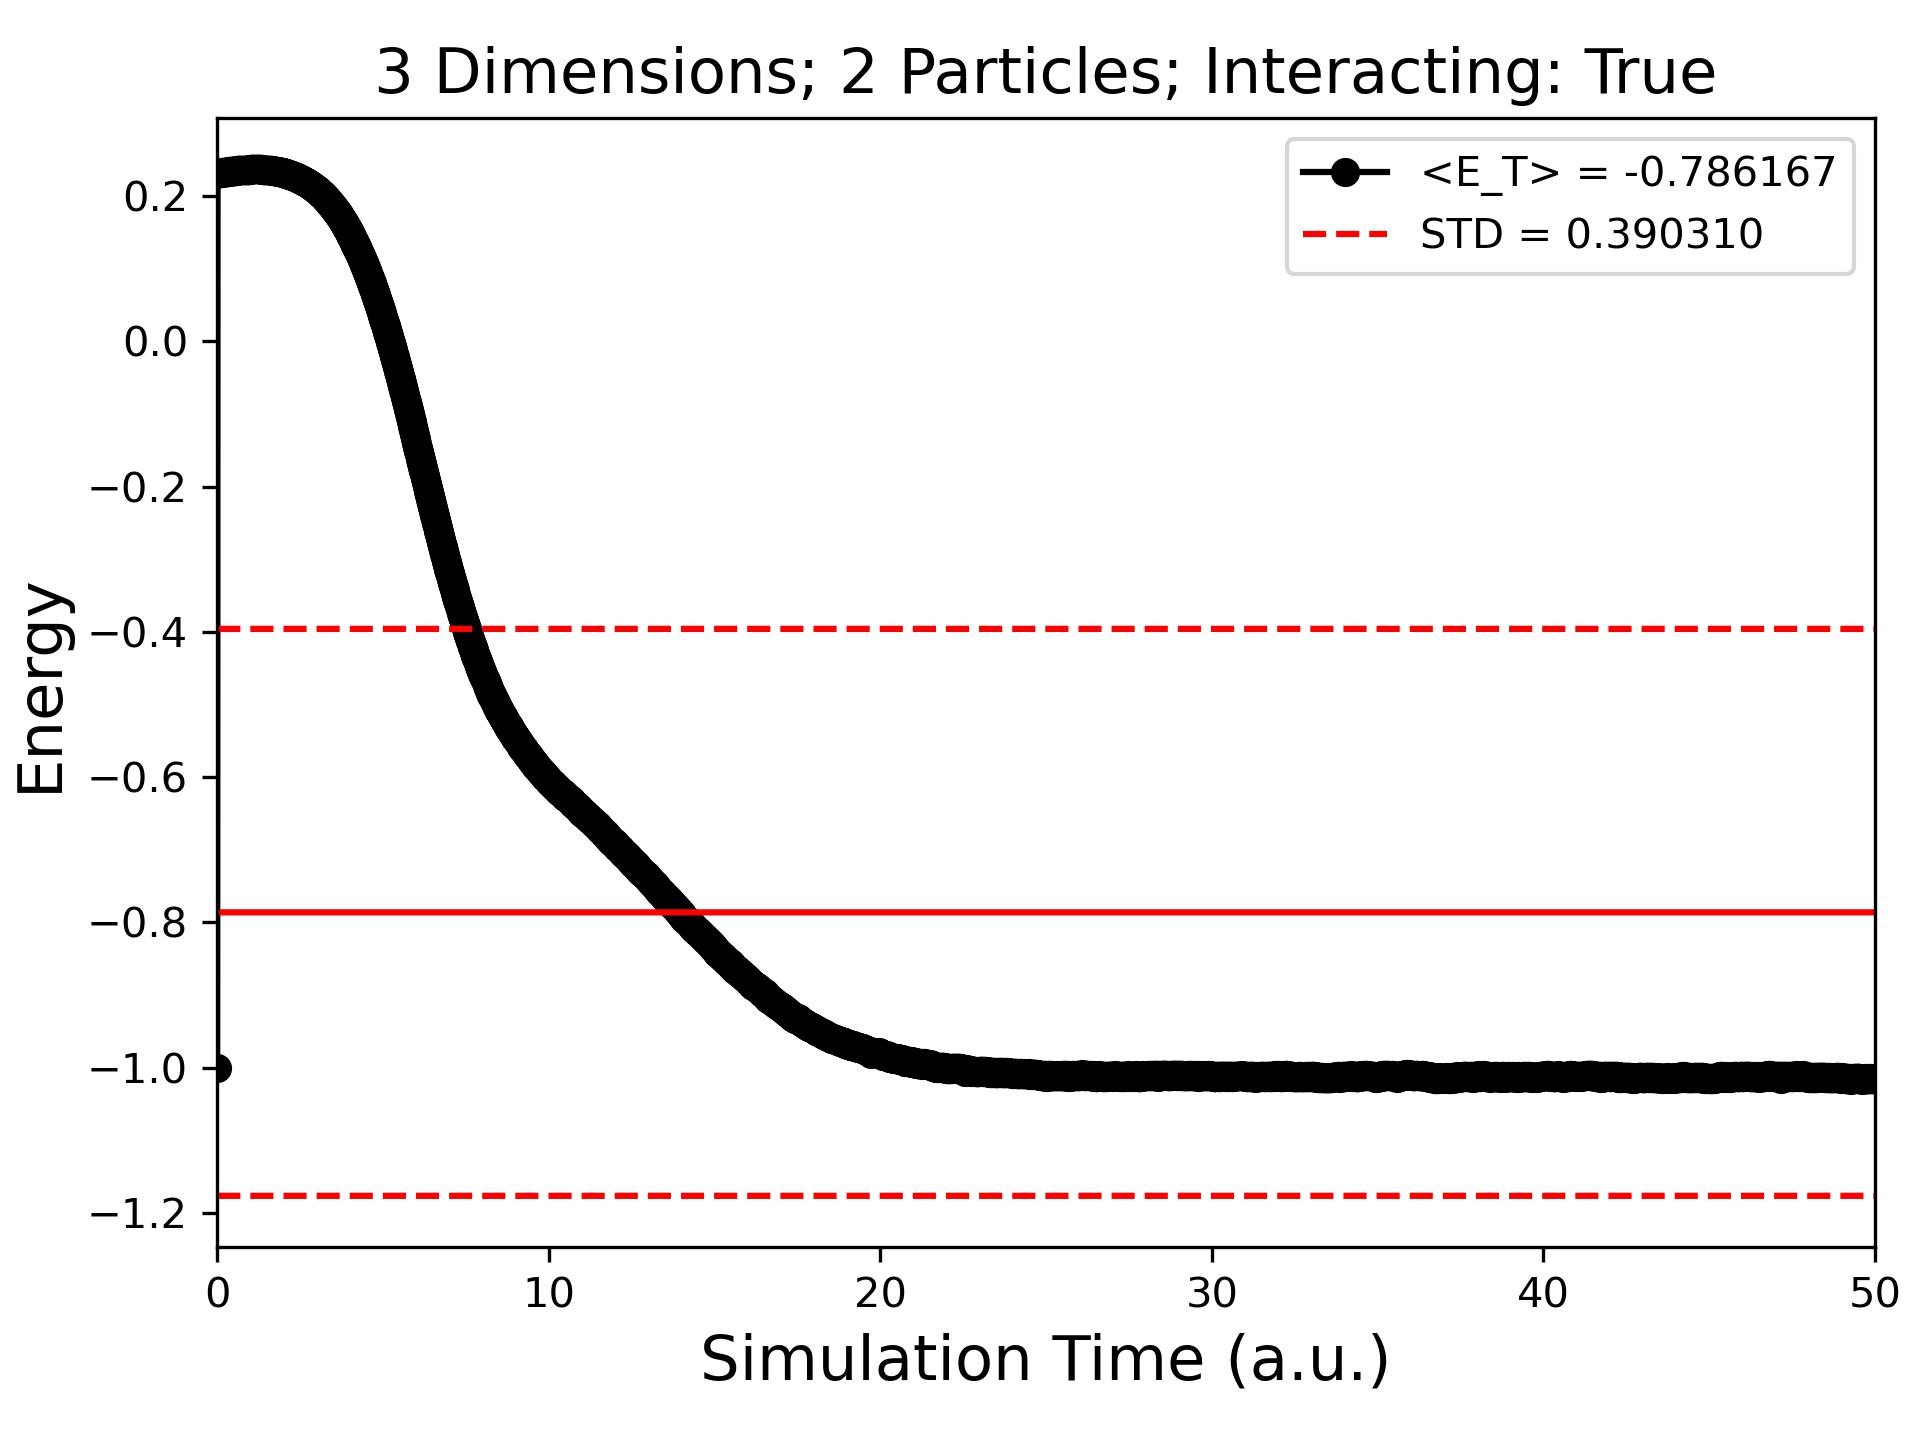 3 Dimensions; 2 Particles; Interacting: True
<E_T> = -0.786167
STD = 0.390310
Energy
0.2
0.0
−0.2
−0.4
−0.6
−0.8
−1.0
−1.2
0 10 20 30 40 50
Simulation Time (a.u.)